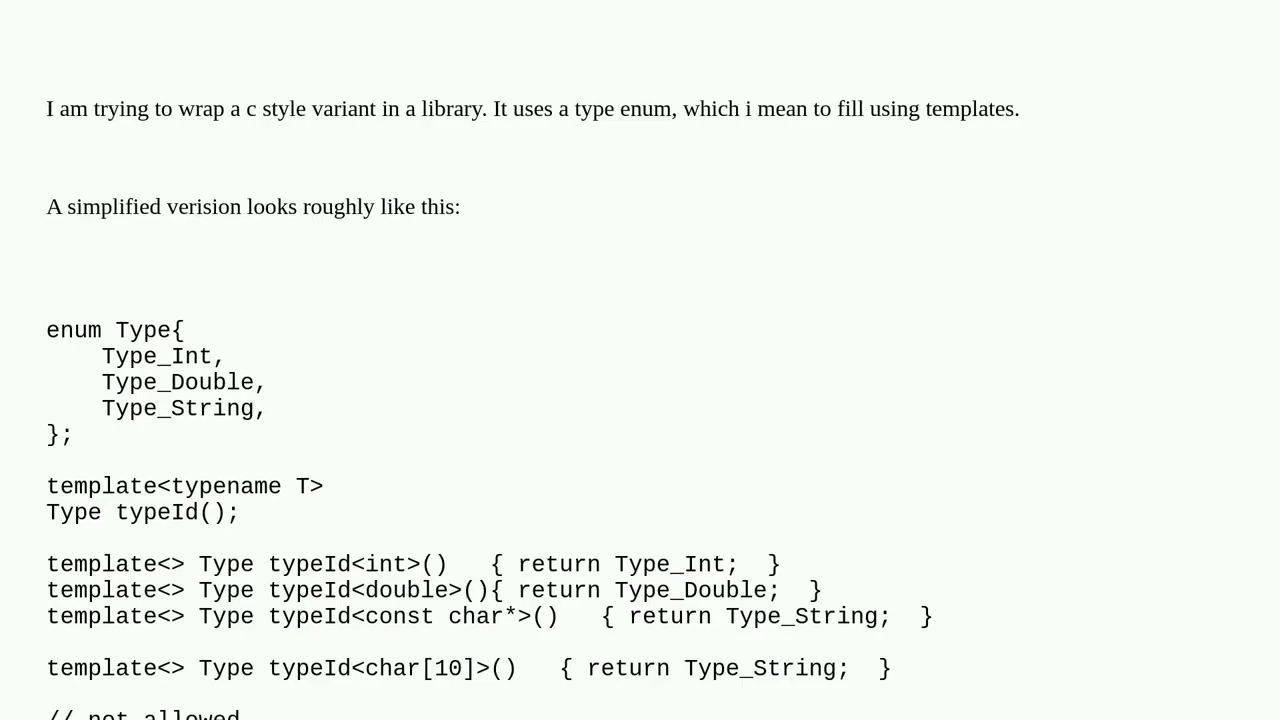 I am trying to wrap a c style variant in a library. It uses a type enum, which i mean to fill using templates.
A simplified verision looks roughly like this:
enum Type{
    Type_Int,
    Type_Double,
    Type_String,
};
template<typename T>
Type typeId();
template<> Type typeId<int>()   { return Type_Int;  }
template<> Type typeId<double>(){ return Type_Double;  }
template<> Type typeId<const char*>()   { return Type_String;  }
template<> Type typeId<char[10]>()   { return Type_String;  }
// not allowed